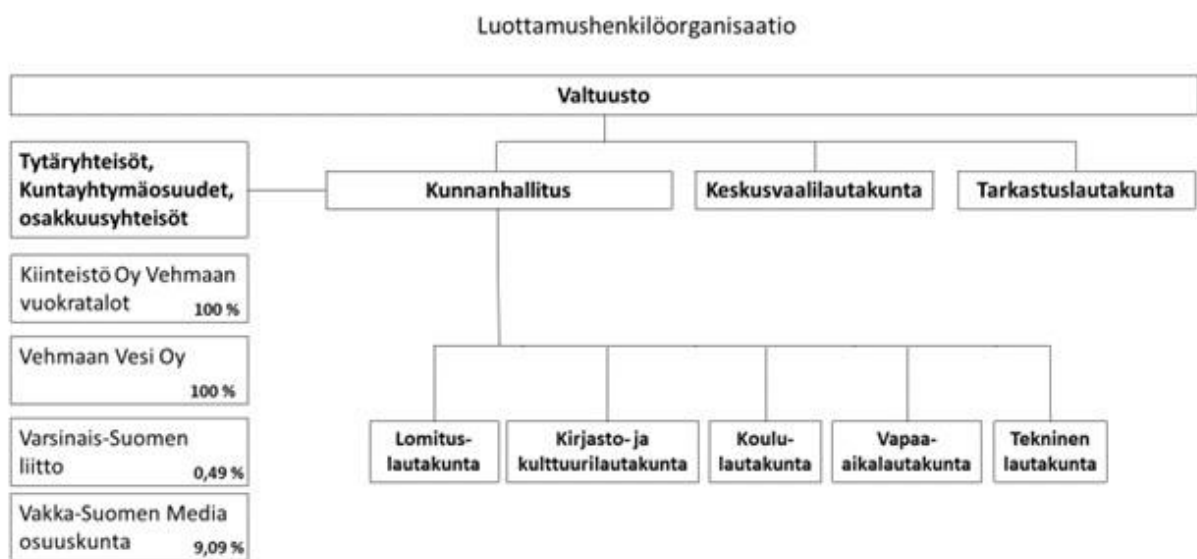 Luottamushenkilöorganisaatio
Valtuusto
Tytäryhteisöt,
Kuntayhtymäosuudet,
osakkuusyhteisöt
Kunnanhallitus
Keskusvaalilautakunta
Tarkastuslautakunta
Kiinteistö Oy Vehmaan
vuokratalot
100 %
Vehmaan Vesi Oy
100 %
Varsinais-Suomen
liitto
0,49 %
Vakka-Suomen Media
osuuskunta
9,09 %
Lomitus-
lautakunta
Kirjasto- ja
kulttuurilautakunta
Koulu-
lautakunta
Vapaa-
aikalautakunta
Tekninen
lautakunta